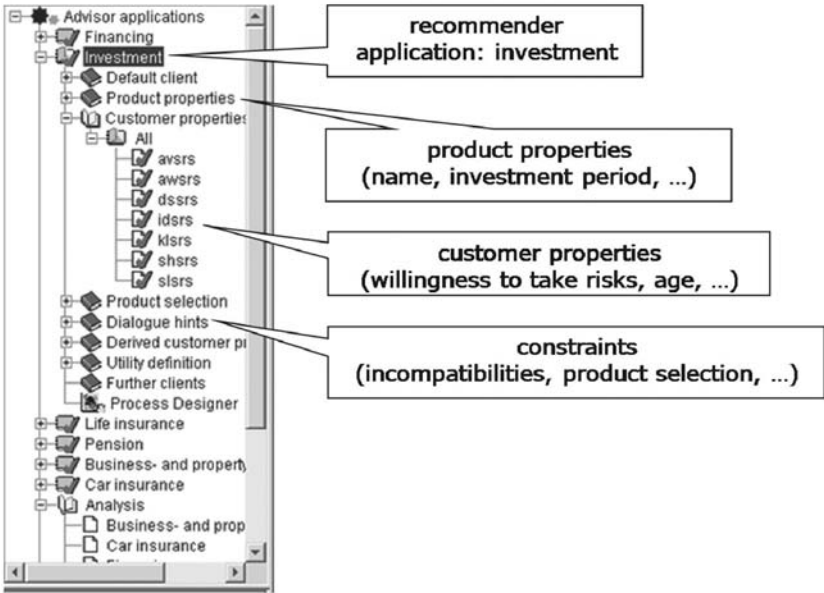 Advisor applications
Financing
Investment
Default client
Product properties
Customer properties
All
avsrs
awsrs
dssrs
idsrs
klsrs
shsrs
slsrs
Product selection
Dialogue hints
Derived customer pr
Utility definition
Further clients
Process Designer
Life insurance
Pension
Business- and property
Car insurance
Analysis
Business- and prop
Car insurance
recommender
application: investment
product properties
(name, investment period, ...)
customer properties
(willingness to take risks, age, ...)
constraints
(incompatibilities, product selection, ...)